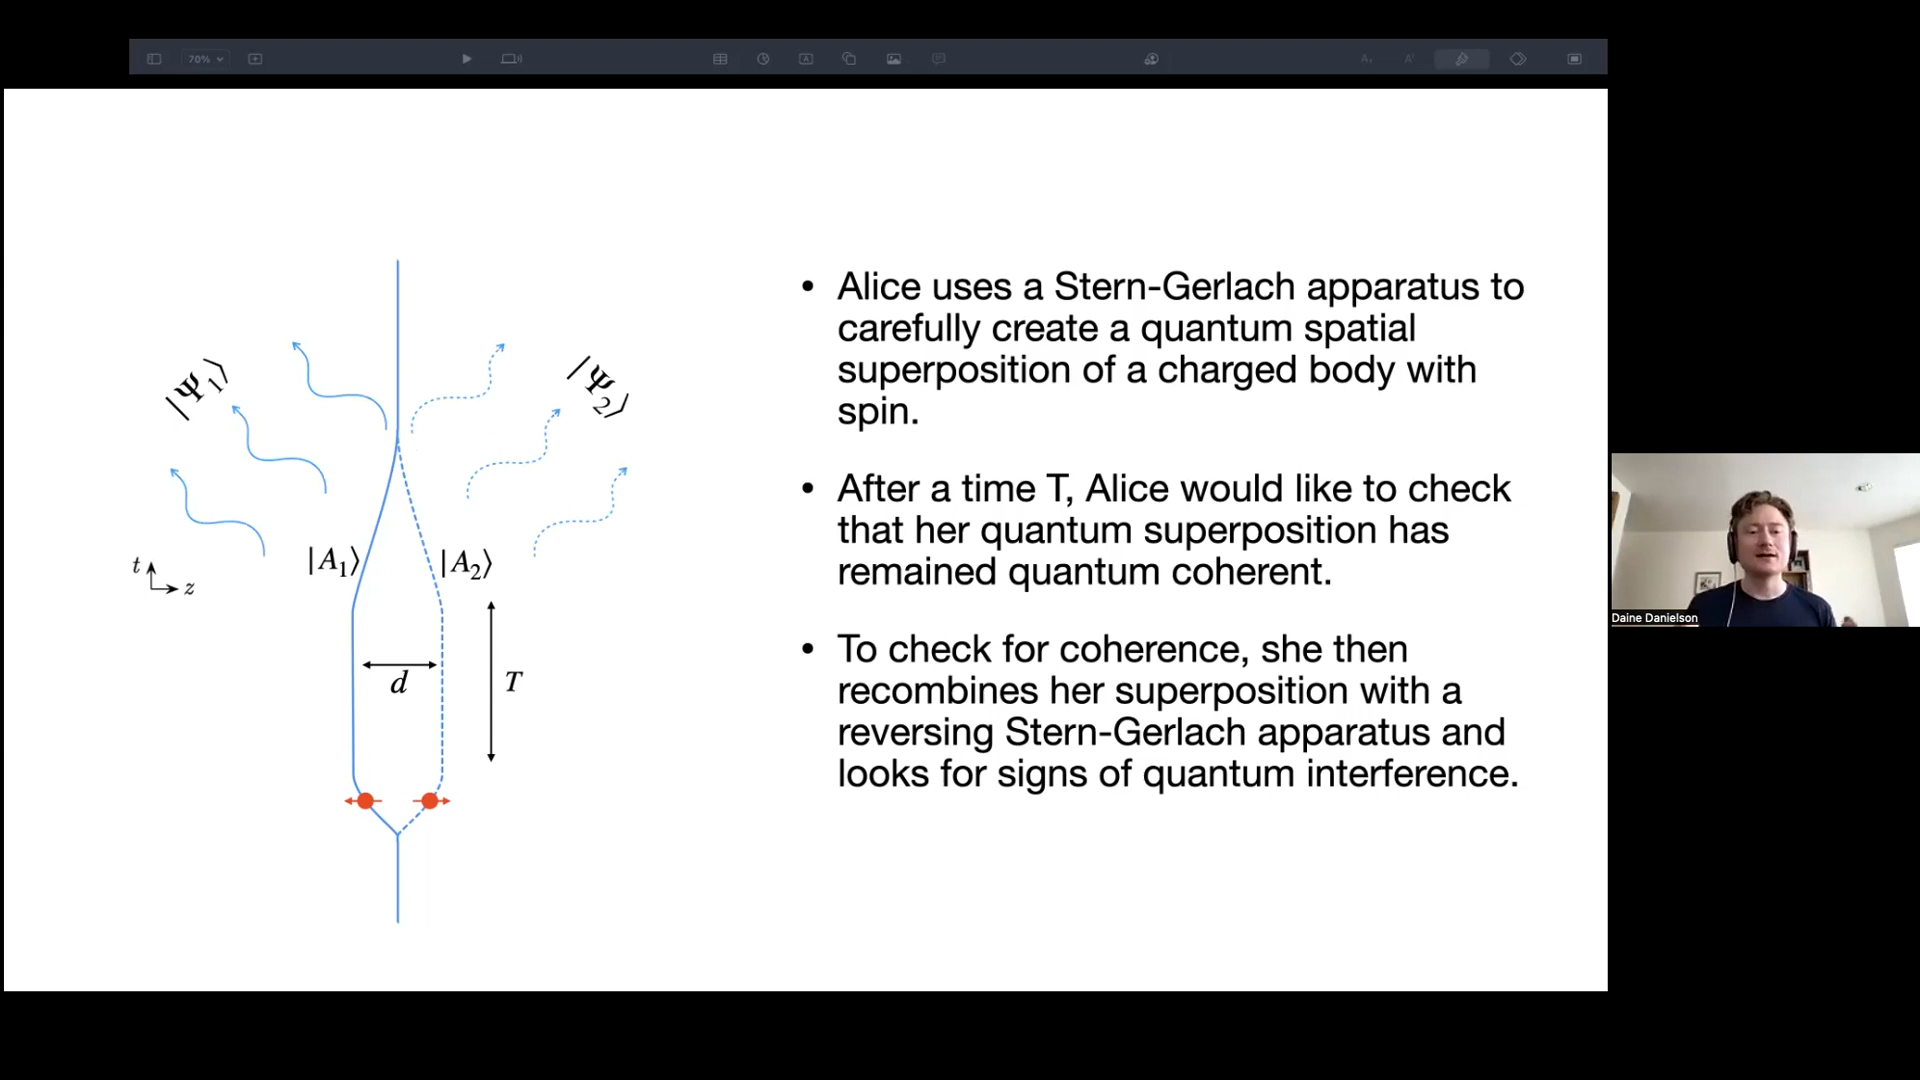 70%
|Ψ₁⟩
|Ψ₂⟩
|A₁⟩
|A₂⟩
t
z
d
T
• Alice uses a Stern-Gerlach apparatus to
carefully create a quantum spatial
superposition of a charged body with
spin.
• After a time T, Alice would like to check
that her quantum superposition has
remained quantum coherent.
• To check for coherence, she then
recombines her superposition with a
reversing Stern-Gerlach apparatus and
looks for signs of quantum interference.
Daine Danielson